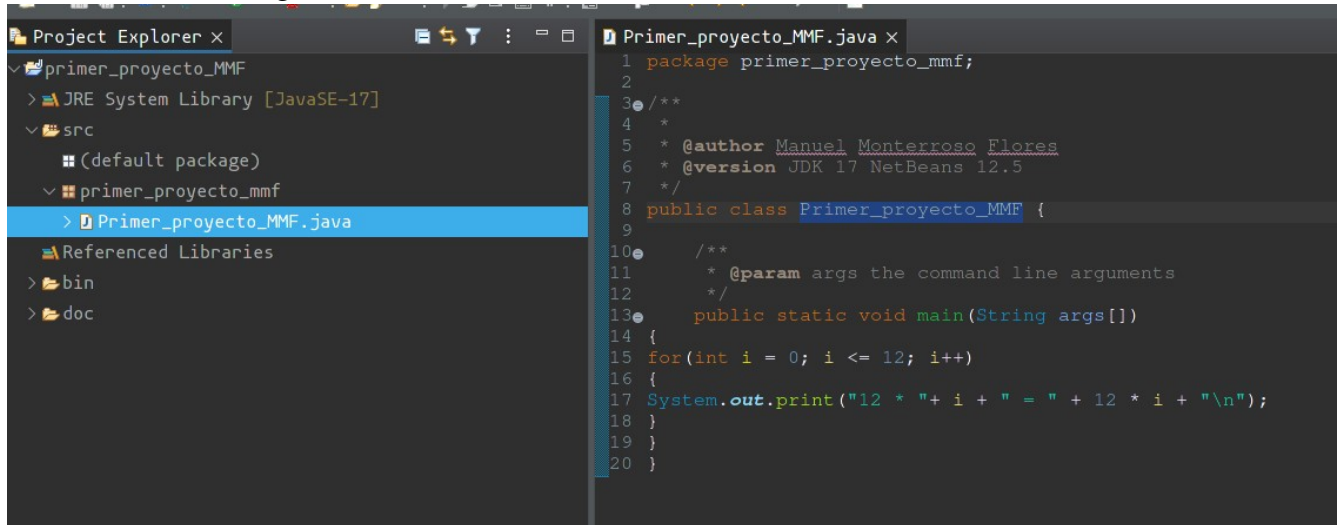 Project Explorer
primer_proyecto_MMF
JRE System Library [JavaSE-17]
src
(default package)
primer_proyecto_mmf
Primer_proyecto_MMF.java
Referenced Libraries
bin
doc
Primer_proyecto_MMF.java
1 package primer_proyecto_mmf;
2
3 /**
4 *
5 * @author Manuel Monterroso Flores
6 * @version JDK 17 NetBeans 12.5
7 */
8 public class Primer_proyecto_MMF {
9
10 /**
11 * @param args the command line arguments
12 */
13 public static void main(String args[])
14 {
15 for(int i = 0; i <= 12; i++)
16 {
17 System.out.print("12 * "+ i + " = " + 12 * i + "\n");
18 }
19 }
20 }